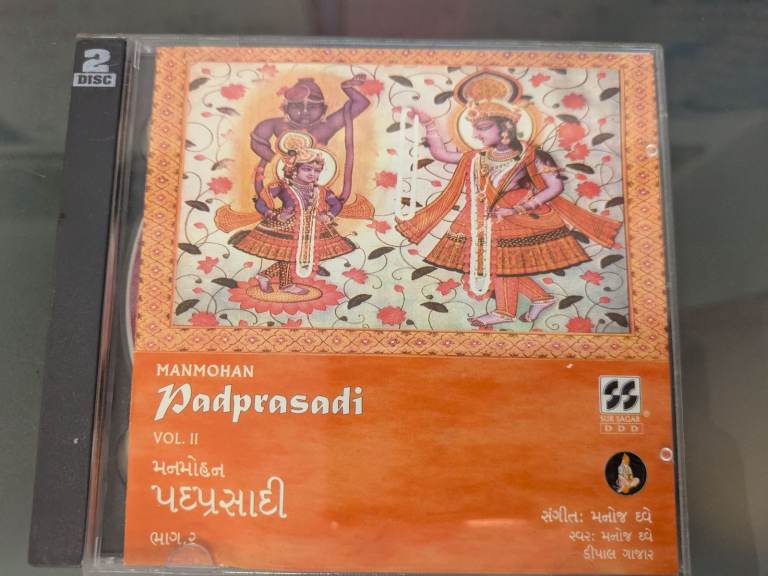 2
DISC
MANMOHAN
Padprasadi
VOL. II
મનમોહન
પદપ્રસાદી
ભાગ.૨
SS
SUR SAGAR
DDD
સંગીત: મનોજ દવે
સ્વર: મનોજ દવે
ડીપાલ ગાજાર